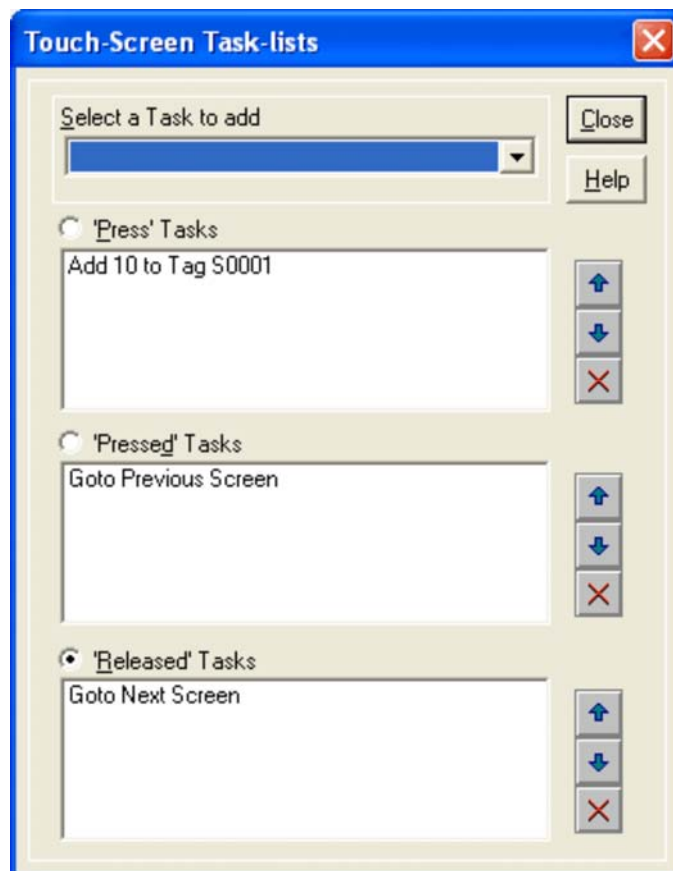 Touch-Screen Task-lists
Select a Task to add
Close
Help
'Press' Tasks
Add 10 to Tag S0001
'Pressed' Tasks
Goto Previous Screen
'Released' Tasks
Goto Next Screen